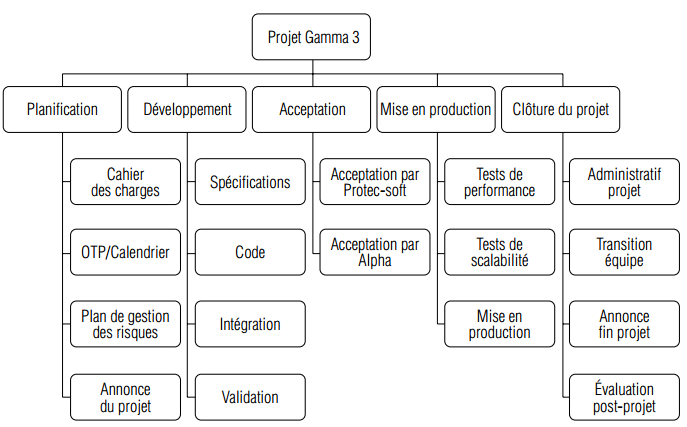 Projet Gamma 3
Planification
Développement
Acceptation
Mise en production
Clôture du projet
Cahier
des charges
Spécifications
Acceptation par
Protec-soft
Tests de
performance
Administratif
projet
OTP/Calendrier
Code
Acceptation par
Alpha
Tests de
scalabilité
Transition
équipe
Plan de gestion
des risques
Intégration
Mise en
production
Annonce
fin projet
Annonce
du projet
Validation
Évaluation
post-projet